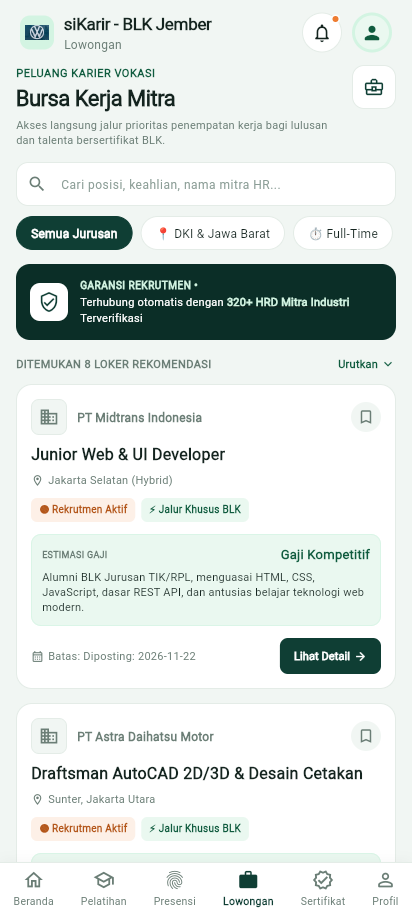 siKarir - BLK Jember
Lowongan
PELUANG KARIER VOKASI
Bursa Kerja Mitra
Akses langsung jalur prioritas penempatan kerja bagi lulusan
dan talenta bersertifikat BLK.
Cari posisi, keahlian, nama mitra HR...
Semua Jurusan
📍 DKI & Jawa Barat
⏱️ Full-Time
GARANSI REKRUTMEN •
Terhubung otomatis dengan 320+ HRD Mitra Industri
Terverifikasi
DITEMUKAN 8 LOKER REKOMENDASI
Urutkan
PT Midtrans Indonesia
Junior Web & UI Developer
Jakarta Selatan (Hybrid)
Rekrutmen Aktif
⚡ Jalur Khusus BLK
ESTIMASI GAJI
Gaji Kompetitif
Alumni BLK Jurusan TIK/RPL, menguasai HTML, CSS,
JavaScript, dasar REST API, dan antusias belajar teknologi web
modern.
Batas: Diposting: 2026-11-22
Lihat Detail →
PT Astra Daihatsu Motor
Draftsman AutoCAD 2D/3D & Desain Cetakan
Sunter, Jakarta Utara
Rekrutmen Aktif
⚡ Jalur Khusus BLK
Beranda
Pelatihan
Presensi
Lowongan
Sertifikat
Profil